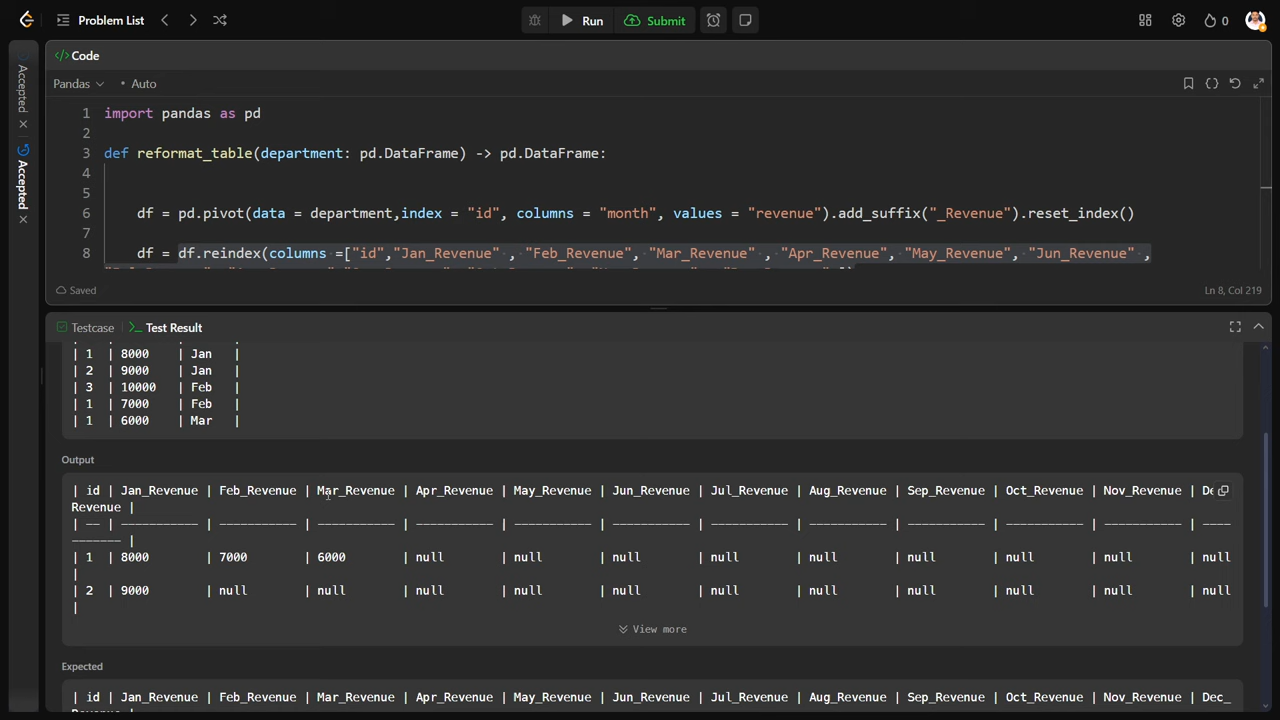 Problem List
Run
Submit
0
Accepted
Accepted
</> Code
Pandas
• Auto
1 import pandas as pd
2
3 def reformat_table(department: pd.DataFrame) -> pd.DataFrame:
4
5
6 df = pd.pivot(data = department,index = "id", columns = "month", values = "revenue").add_suffix("_Revenue").reset_index()
7
8 df = df.reindex(columns =["id","Jan_Revenue" , "Feb_Revenue", "Mar_Revenue" , "Apr_Revenue", "May_Revenue", "Jun_Revenue" ,
Saved
Ln 8, Col 219
Testcase
>_ Test Result
| 1 | 8000 | Jan |
| 2 | 9000 | Jan |
| 3 | 10000 | Feb |
| 1 | 7000 | Feb |
| 1 | 6000 | Mar |
Output
| id | Jan_Revenue | Feb_Revenue | Mar_Revenue | Apr_Revenue | May_Revenue | Jun_Revenue | Jul_Revenue | Aug_Revenue | Sep_Revenue | Oct_Revenue | Nov_Revenue | De
Revenue |
| -- | ----------- | ----------- | ----------- | ----------- | ----------- | ----------- | ----------- | ----------- | ----------- | ----------- | ----------- | ----
------- |
| 1 | 8000 | 7000 | 6000 | null | null | null | null | null | null | null | null | null
|
| 2 | 9000 | null | null | null | null | null | null | null | null | null | null | null
|
View more
Expected
| id | Jan_Revenue | Feb_Revenue | Mar_Revenue | Apr_Revenue | May_Revenue | Jun_Revenue | Jul_Revenue | Aug_Revenue | Sep_Revenue | Oct_Revenue | Nov_Revenue | Dec_
Revenue |